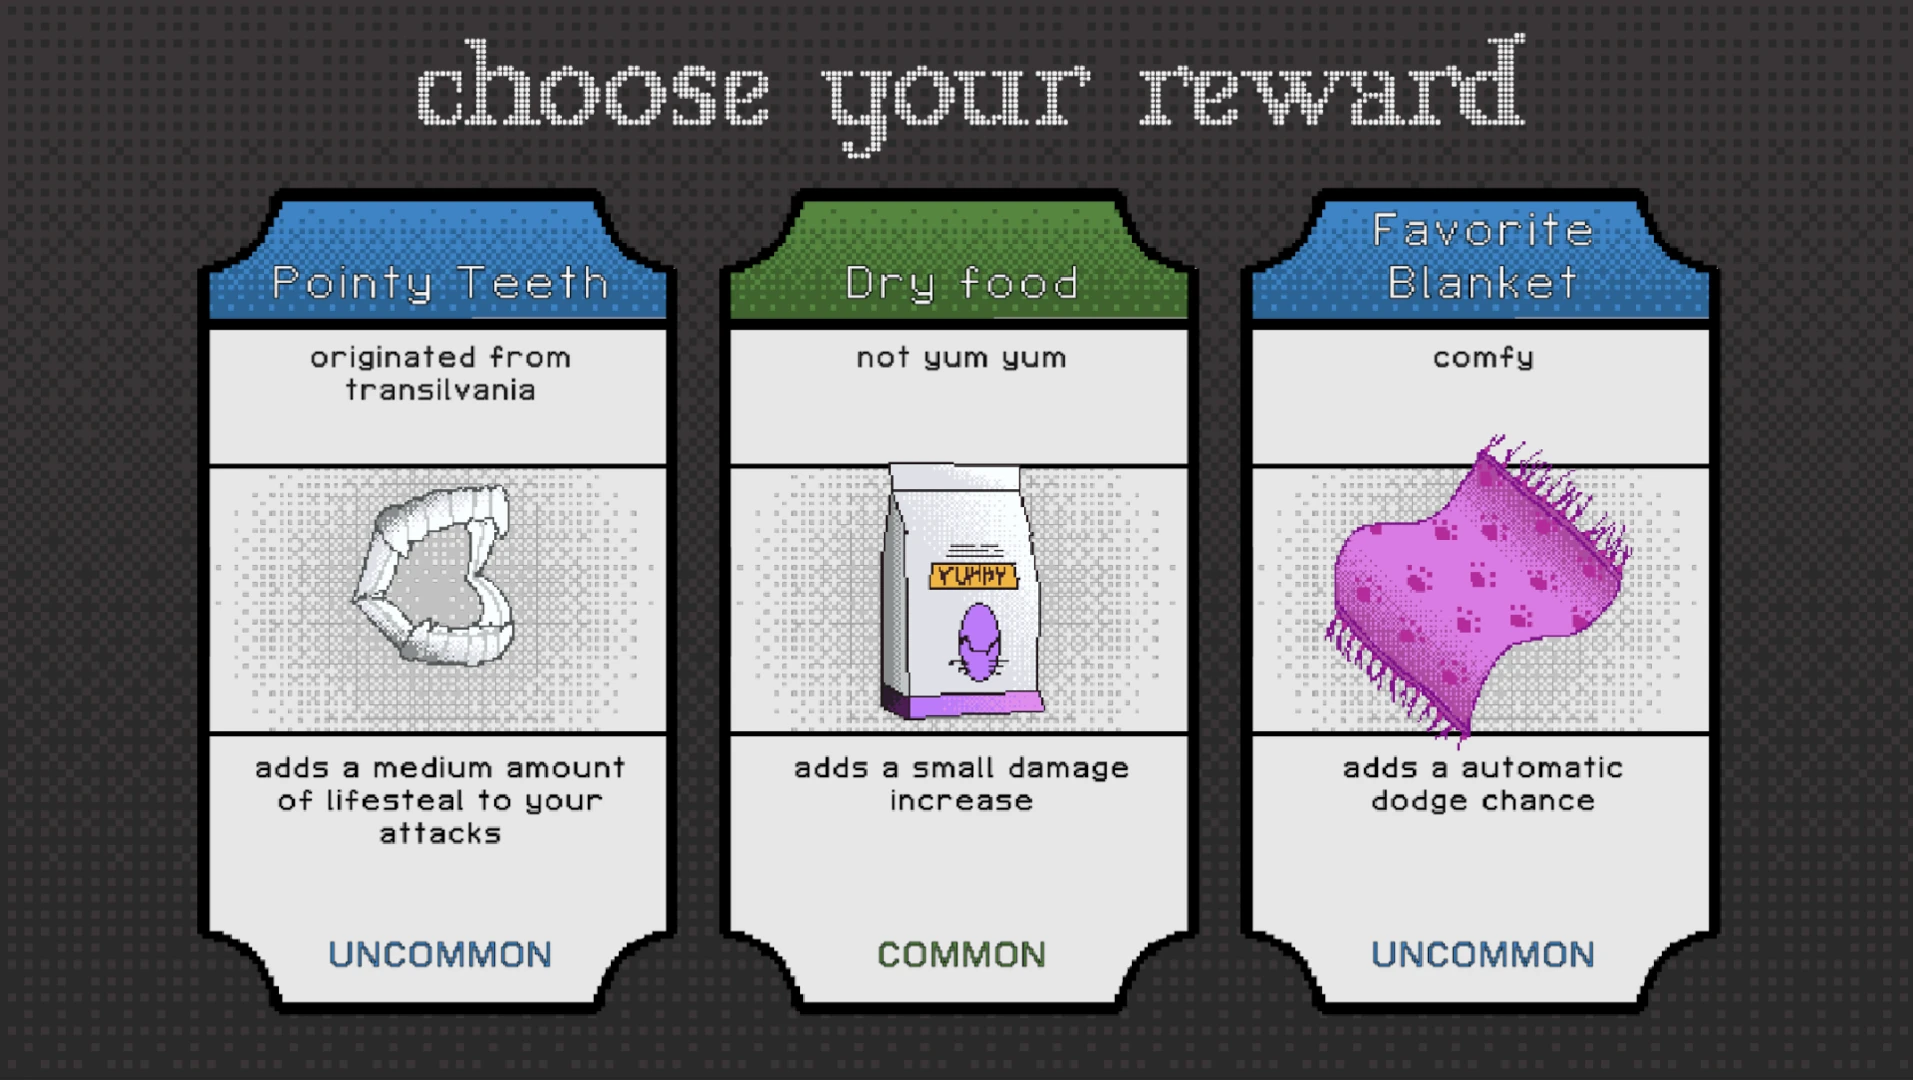 choose your reward
Pointy Teeth
originated from
transilvania
adds a medium amount
of lifesteal to your
attacks
UNCOMMON
Dry food
not yum yum
YUMPY
adds a small damage
increase
COMMON
Favorite
Blanket
comfy
adds a automatic
dodge chance
UNCOMMON